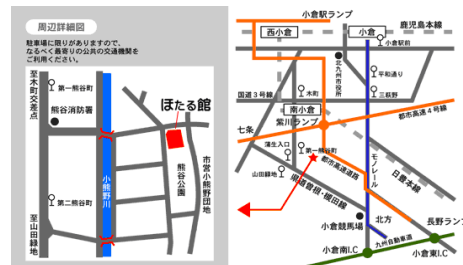 周辺詳細図
駐車場に限りがありますので、
なるべく最寄りの公共の交通機関を
ご利用ください。
至木町交差点
第一熊谷町
熊谷消防署
ほたる館
小熊野川
熊谷公園
市営小熊野団地
第二熊谷町
至山田緑地
小倉駅ランプ
鹿児島本線
西小倉
小倉
小倉駅前
北九州市役所
平和通り
木町
三萩野
国道3号線
南小倉
紫川ランプ
都市高速4号線
七条
蒲生入口
第一熊谷町
都市高速道路
モノレール
日豊本線
山田緑地
県道曽根・横田線
北方
小倉競馬場
長野ランプ
九州自動車道
小倉南I.C
小倉東I.C